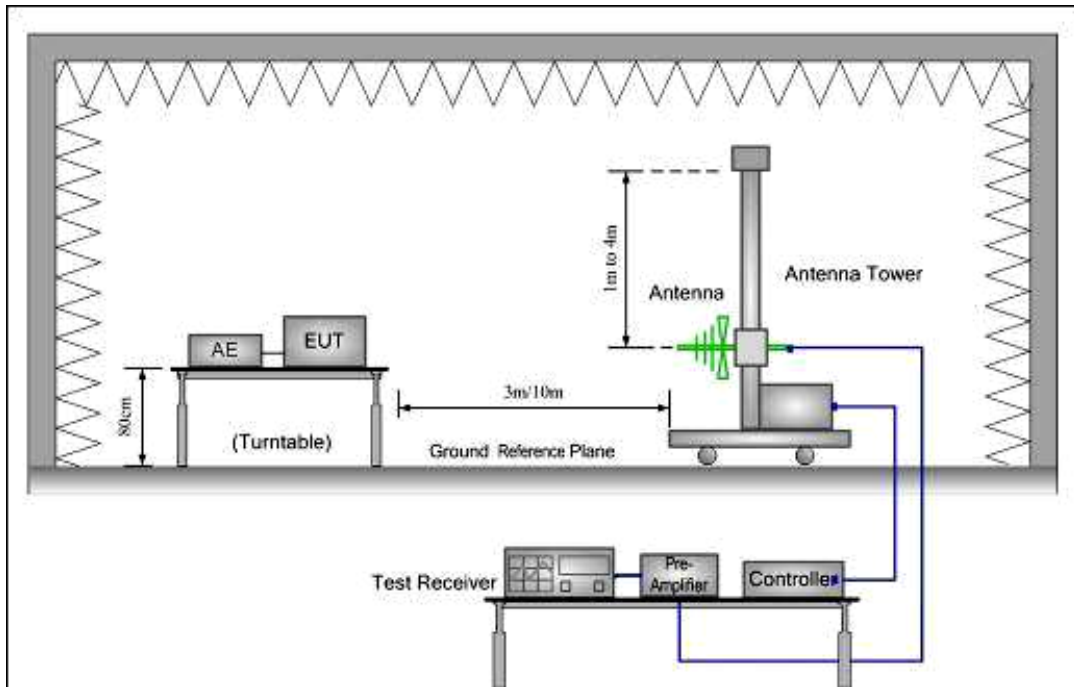 1m to 4m
Antenna Tower
Antenna
AE
EUT
3m/10m
80cm
(Turntable)
Ground Reference Plane
Test Receiver
Pre-
Amplifier
Controller